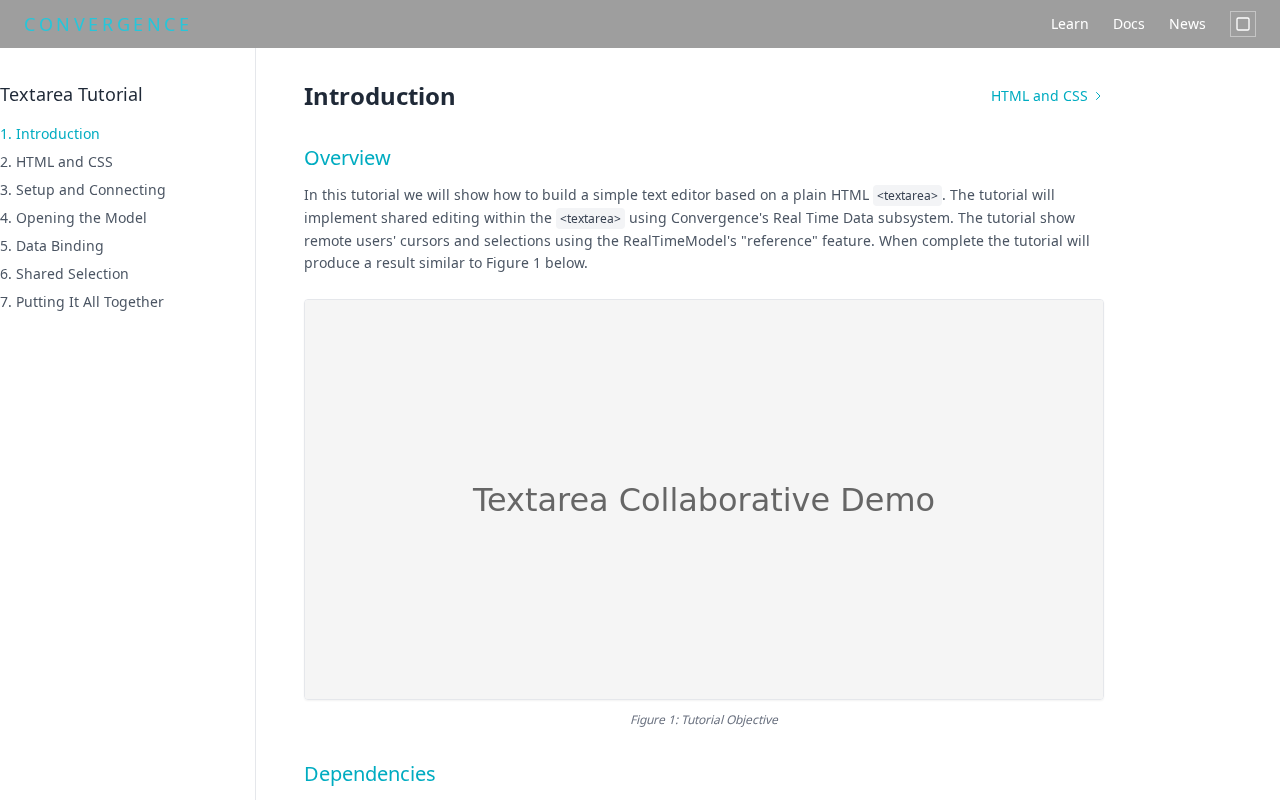 CONVERGENCE
Learn Docs News
Textarea Tutorial
1. Introduction
2. HTML and CSS
3. Setup and Connecting
4. Opening the Model
5. Data Binding
6. Shared Selection
7. Putting It All Together
Introduction
HTML and CSS
Overview
In this tutorial we will show how to build a simple text editor based on a plain HTML <textarea>. The tutorial will
implement shared editing within the <textarea> using Convergence's Real Time Data subsystem. The tutorial show
remote users' cursors and selections using the RealTimeModel's "reference" feature. When complete the tutorial will
produce a result similar to Figure 1 below.
Textarea Collaborative Demo
Figure 1: Tutorial Objective
Dependencies